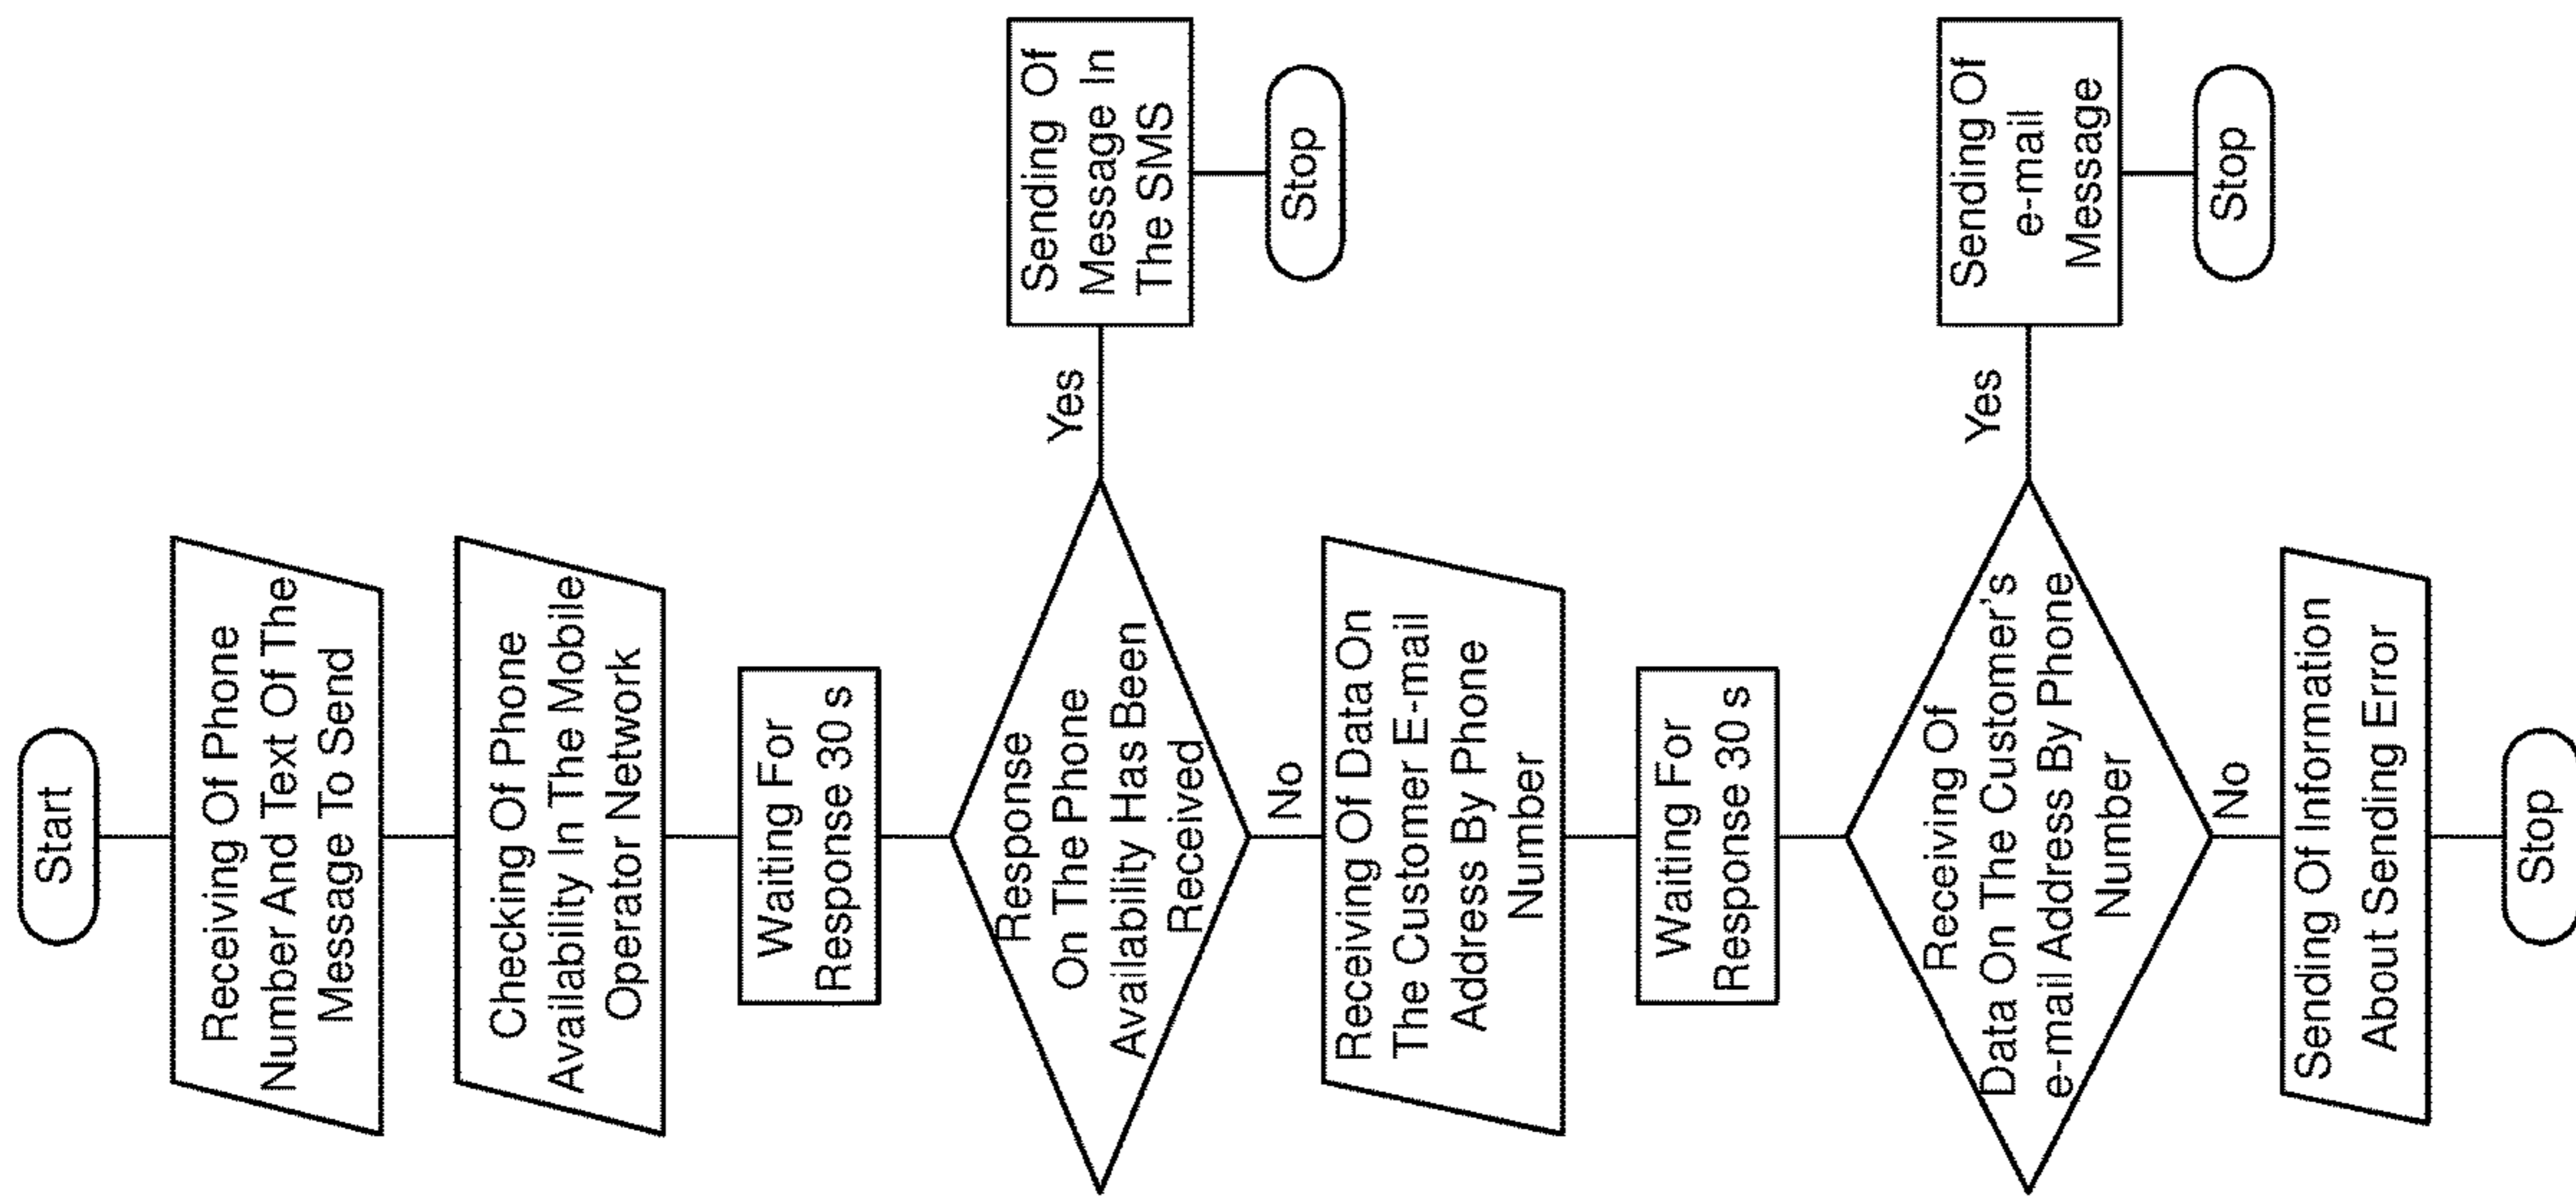 Start
Receiving Of Phone
Number And Text Of The
Message To Send
Checking Of Phone
Availability In The Mobile
Operator Network
Waiting For
Response 30 s
Response
On The Phone
Availability Has Been
Received
Yes
Sending Of
Message In
The SMS
Stop
No
Receiving Of Data On
The Customer E-mail
Address By Phone
Number
Waiting For
Response 30 s
Receiving Of
Data On The Customer's
e-mail Address By Phone
Number
Yes
Sending Of
e-mail
Message
Stop
No
Sending Of Information
About Sending Error
Stop